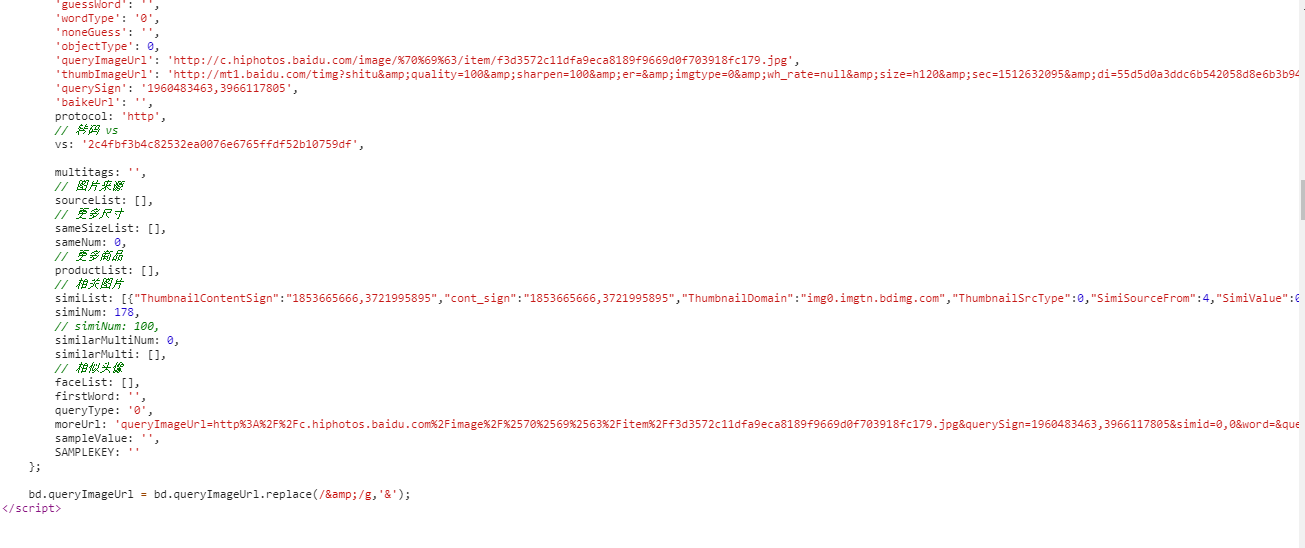 'guessWord': '',
'wordType': '0',
'noneGuess': '',
'objectType': 0,
'queryImageUrl': 'http://c.hiphotos.baidu.com/image/%70%69%63/item/f3d3572c11dfa9eca8189f9669d0f703918fc179.jpg',
'thumbImageUrl': 'http://mt1.baidu.com/timg?shitu&amp;quality=100&amp;sharpen=100&amp;er=&amp;imgtype=0&amp;wh_rate=null&amp;size=h120&amp;sec=1512632095&amp;di=55d5d0a3ddc6b542058d8e6b3b94
'querySign': '1960483463,3966117805',
'baikeUrl': '',
protocol: 'http',
// 转码 vs
vs: '2c4fbf3b4c82532ea0076e6765ffdf52b10759df',
multitags: '',
// 图片来源
sourceList: [],
// 更多尺寸
sameSizeList: [],
sameNum: 0,
// 更多商品
productList: [],
// 相关图片
simiList: [{"ThumbnailContentSign":"1853665666,3721995895","cont_sign":"1853665666,3721995895","ThumbnailDomain":"img0.imgtn.bdimg.com","ThumbnailSrcType":0,"SimiSourceFrom":4,"SimiValue":0
simiNum: 178,
// simiNum: 100,
similarMultiNum: 0,
similarMulti: [],
// 相似头像
faceList: [],
firstWord: '',
queryType: '0',
moreUrl: 'queryImageUrl=http%3A%2F%2Fc.hiphotos.baidu.com%2Fimage%2F%2570%2569%2563%2Fitem%2Ff3d3572c11dfa9eca8189f9669d0f703918fc179.jpg&querySign=1960483463,3966117805&simid=0,0&word=&que
sampleValue: '',
SAMPLEKEY: ''
};
bd.queryImageUrl = bd.queryImageUrl.replace(/&amp;/g,'&');
</script>